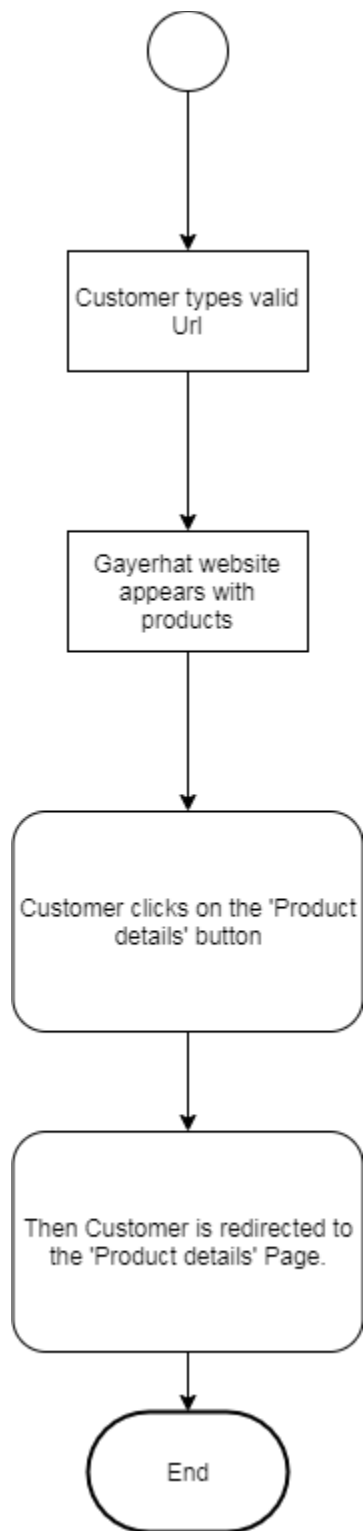 Customer types valid
Url
Gayerhat website
appears with
products
Customer clicks on the 'Product
details' button
Then Customer is redirected to
the 'Product details' Page.
End